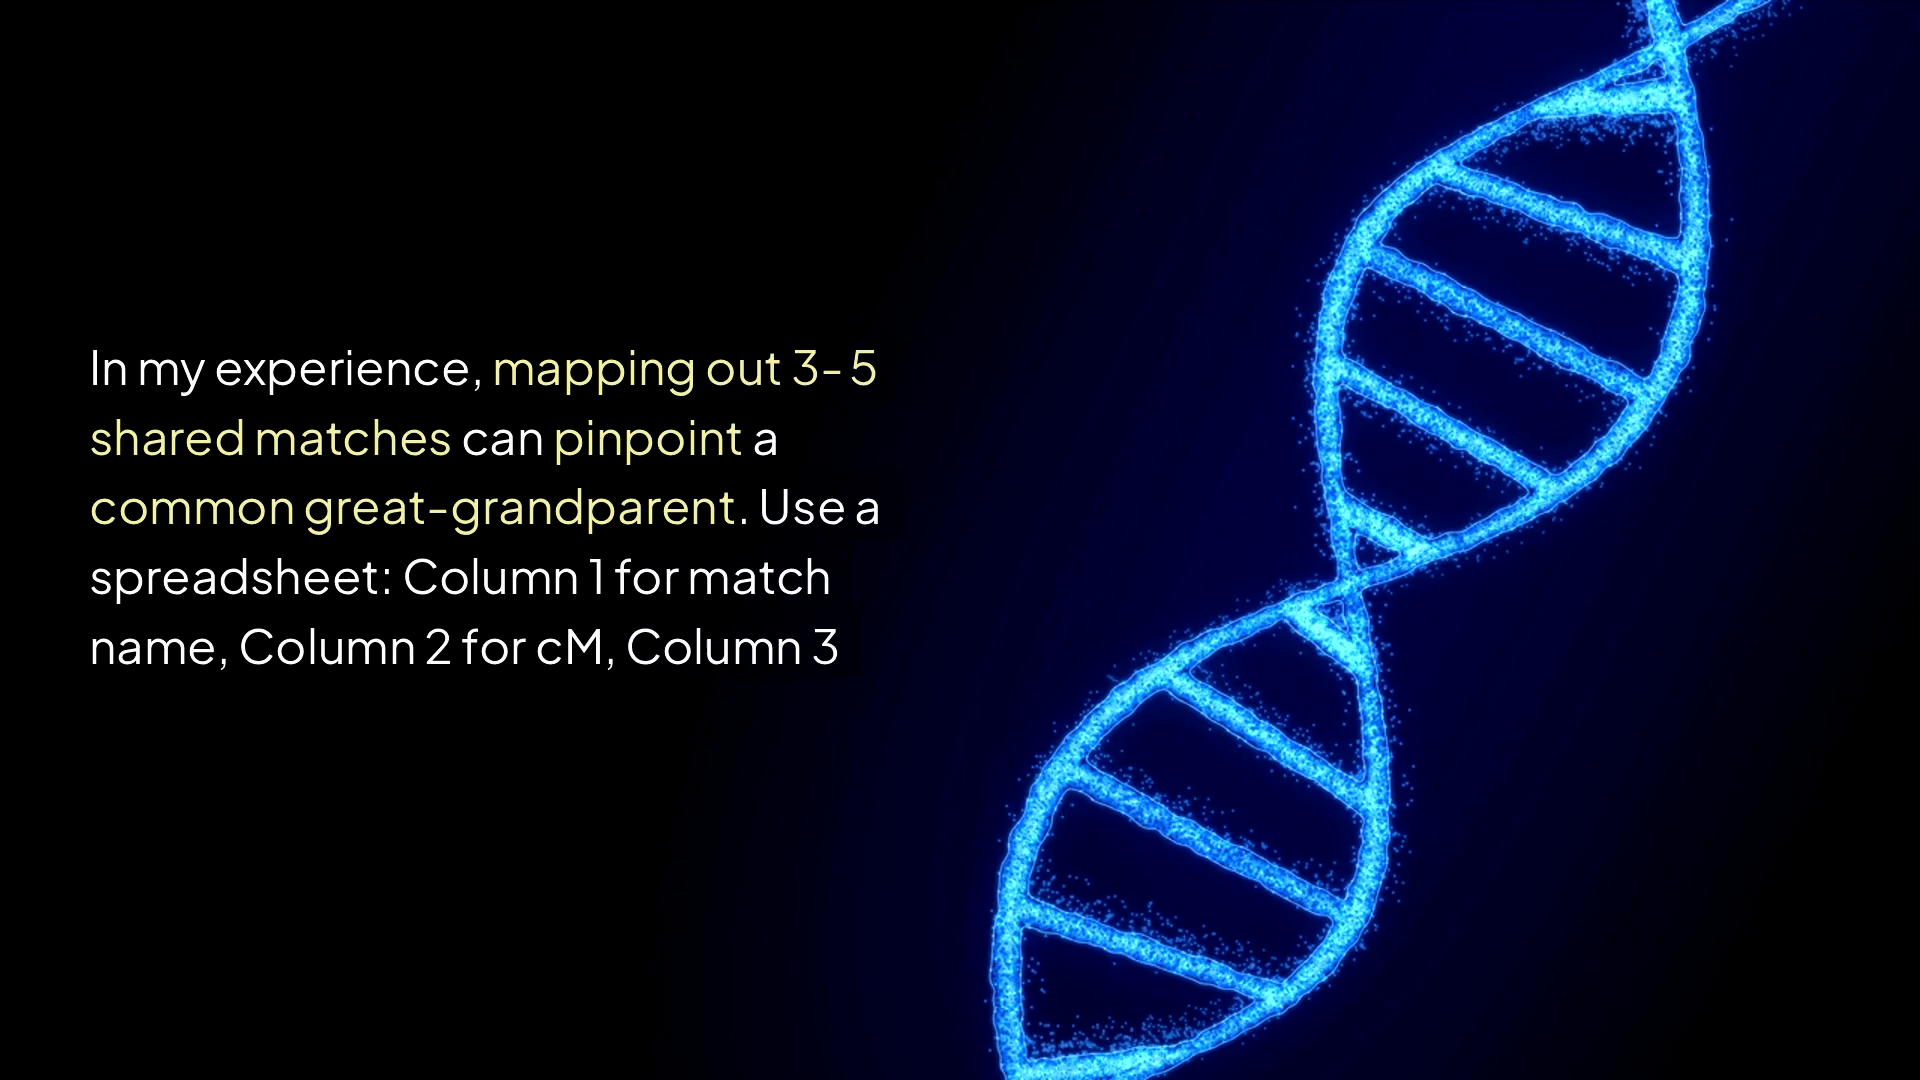 In my experience, mapping out 3-5
shared matches can pinpoint a
common great-grandparent. Use a
spreadsheet: Column 1 for match
name, Column 2 for cM, Column 3